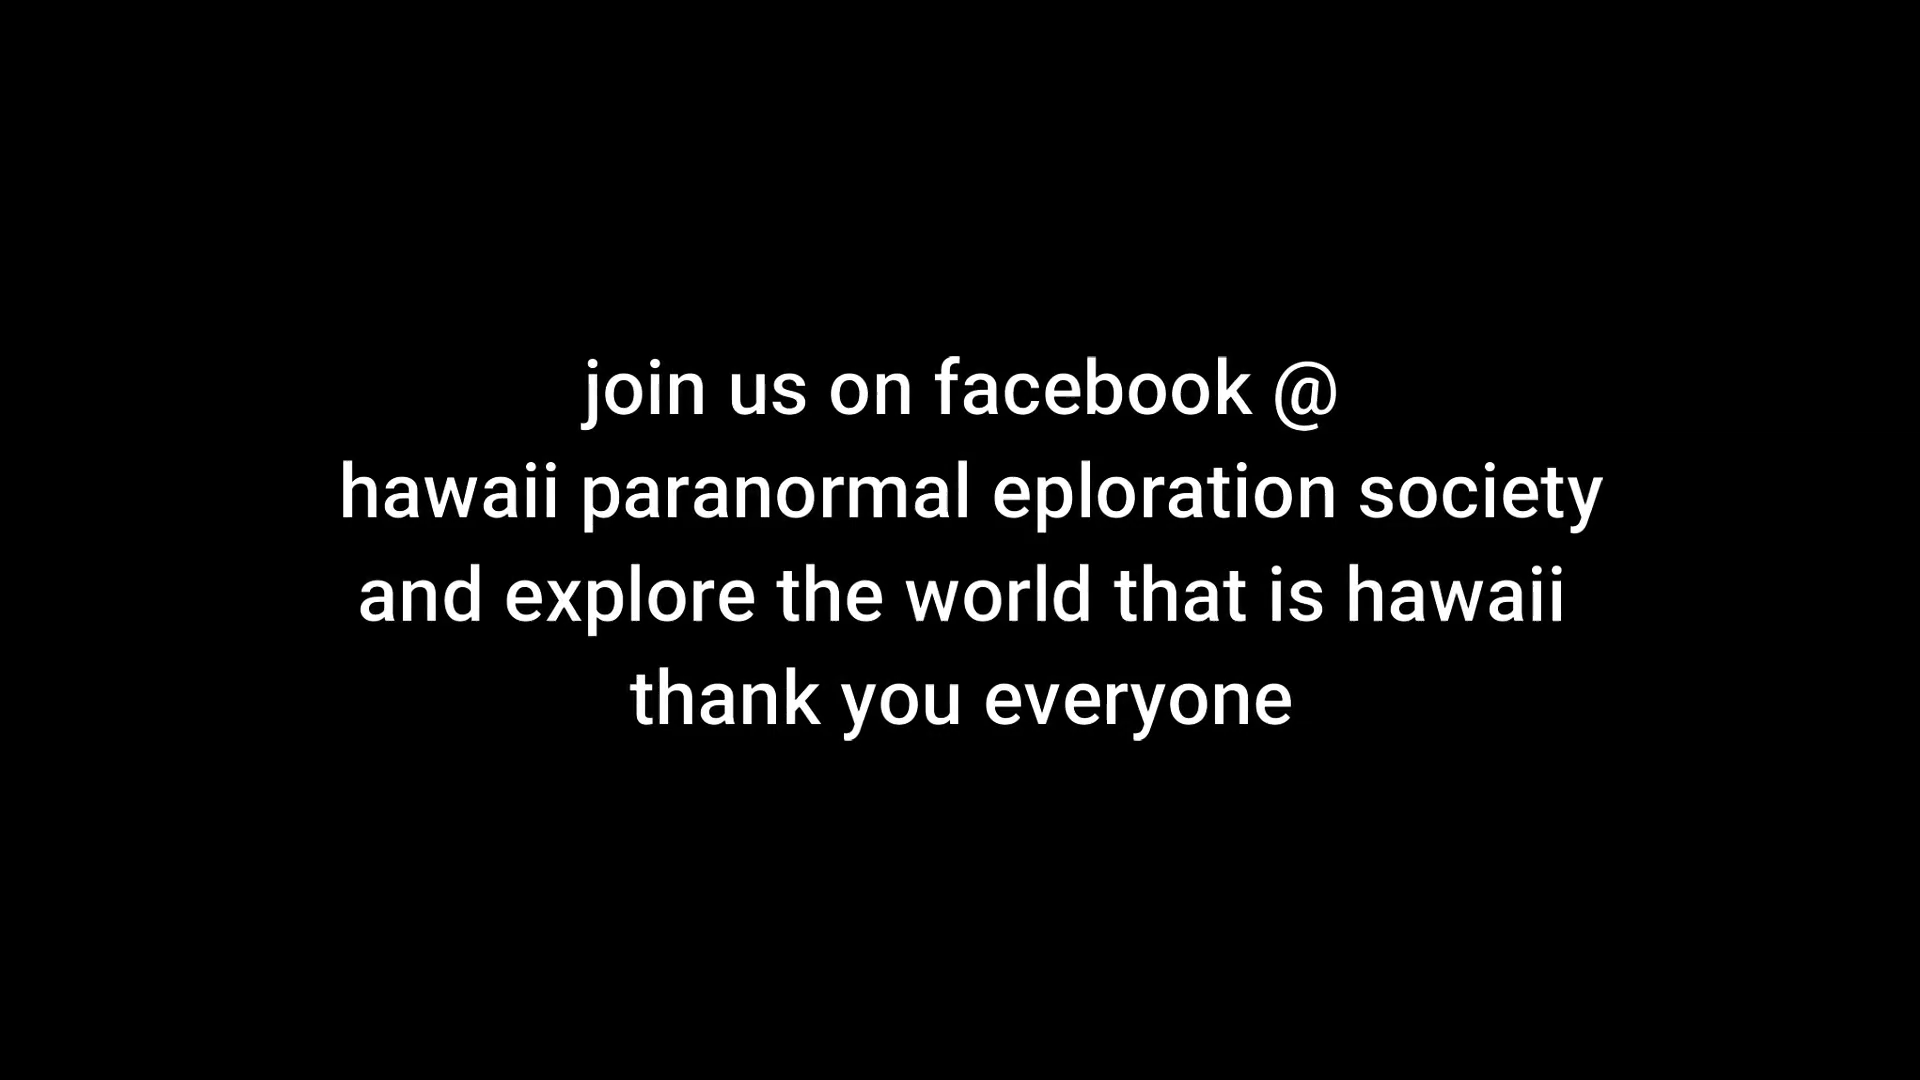 join us on facebook @
hawaii paranormal eploration society
and explore the world that is hawaii
thank you everyone